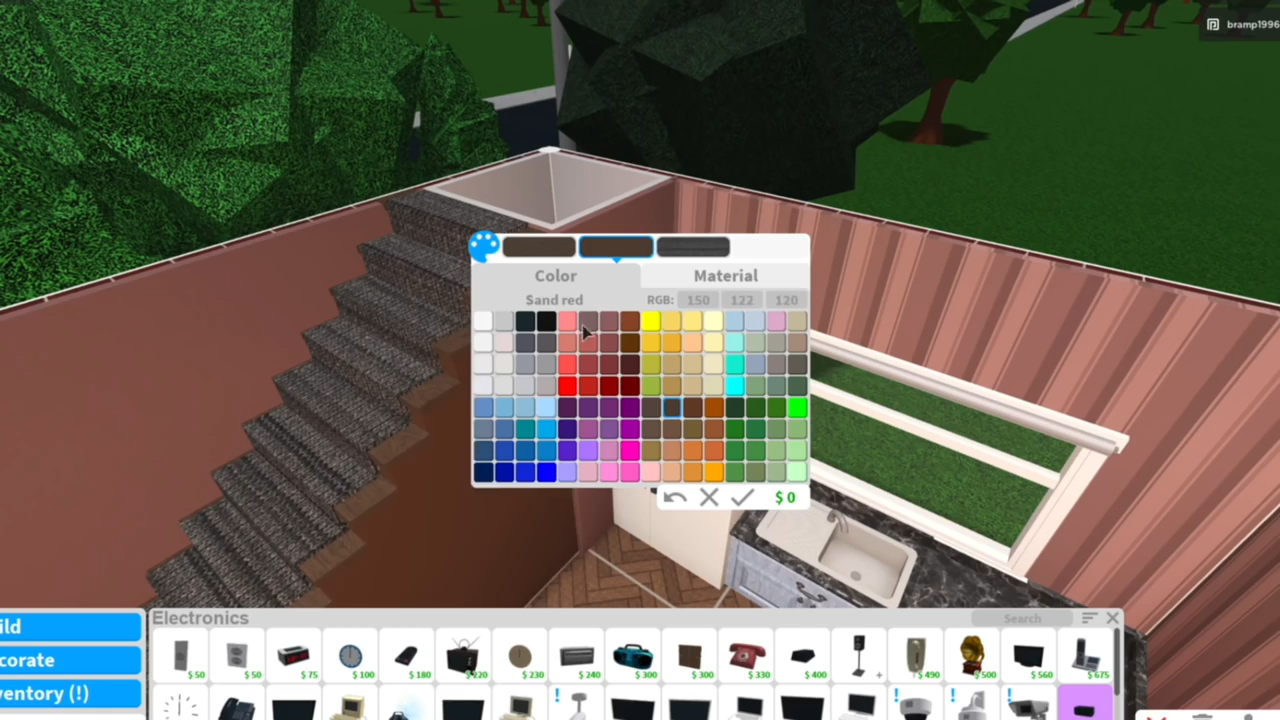 bramp1996
Color
Material
Sand red
RGB: 150 122 120
$ 0
ild
corate
ventory (!)
Electronics
Search
$ 50
$ 50
$ 75
$ 100
$ 180
$ 220
$ 230
$ 240
$ 300
$ 300
$ 330
$ 400
+
$ 490
$ 500
$ 560
$ 675
!
!
!
!